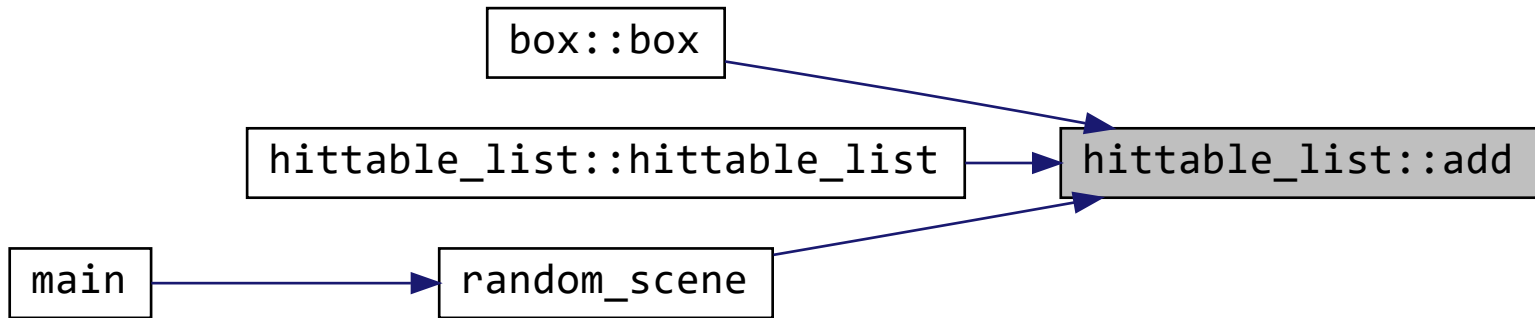 box::box
hittable_list::hittable_list
hittable_list::add
main
random_scene